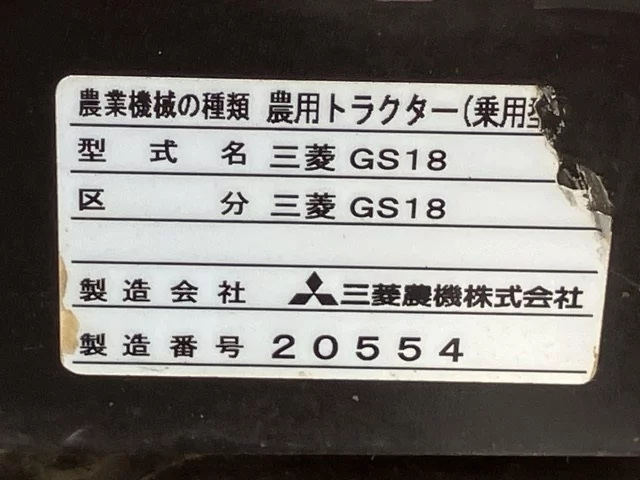 農業機械の種類 農用トラクター(乗用型
型式名 三菱 GS18
区分 三菱 GS18
製造会社 三菱農機株式会社
製造番号 20554